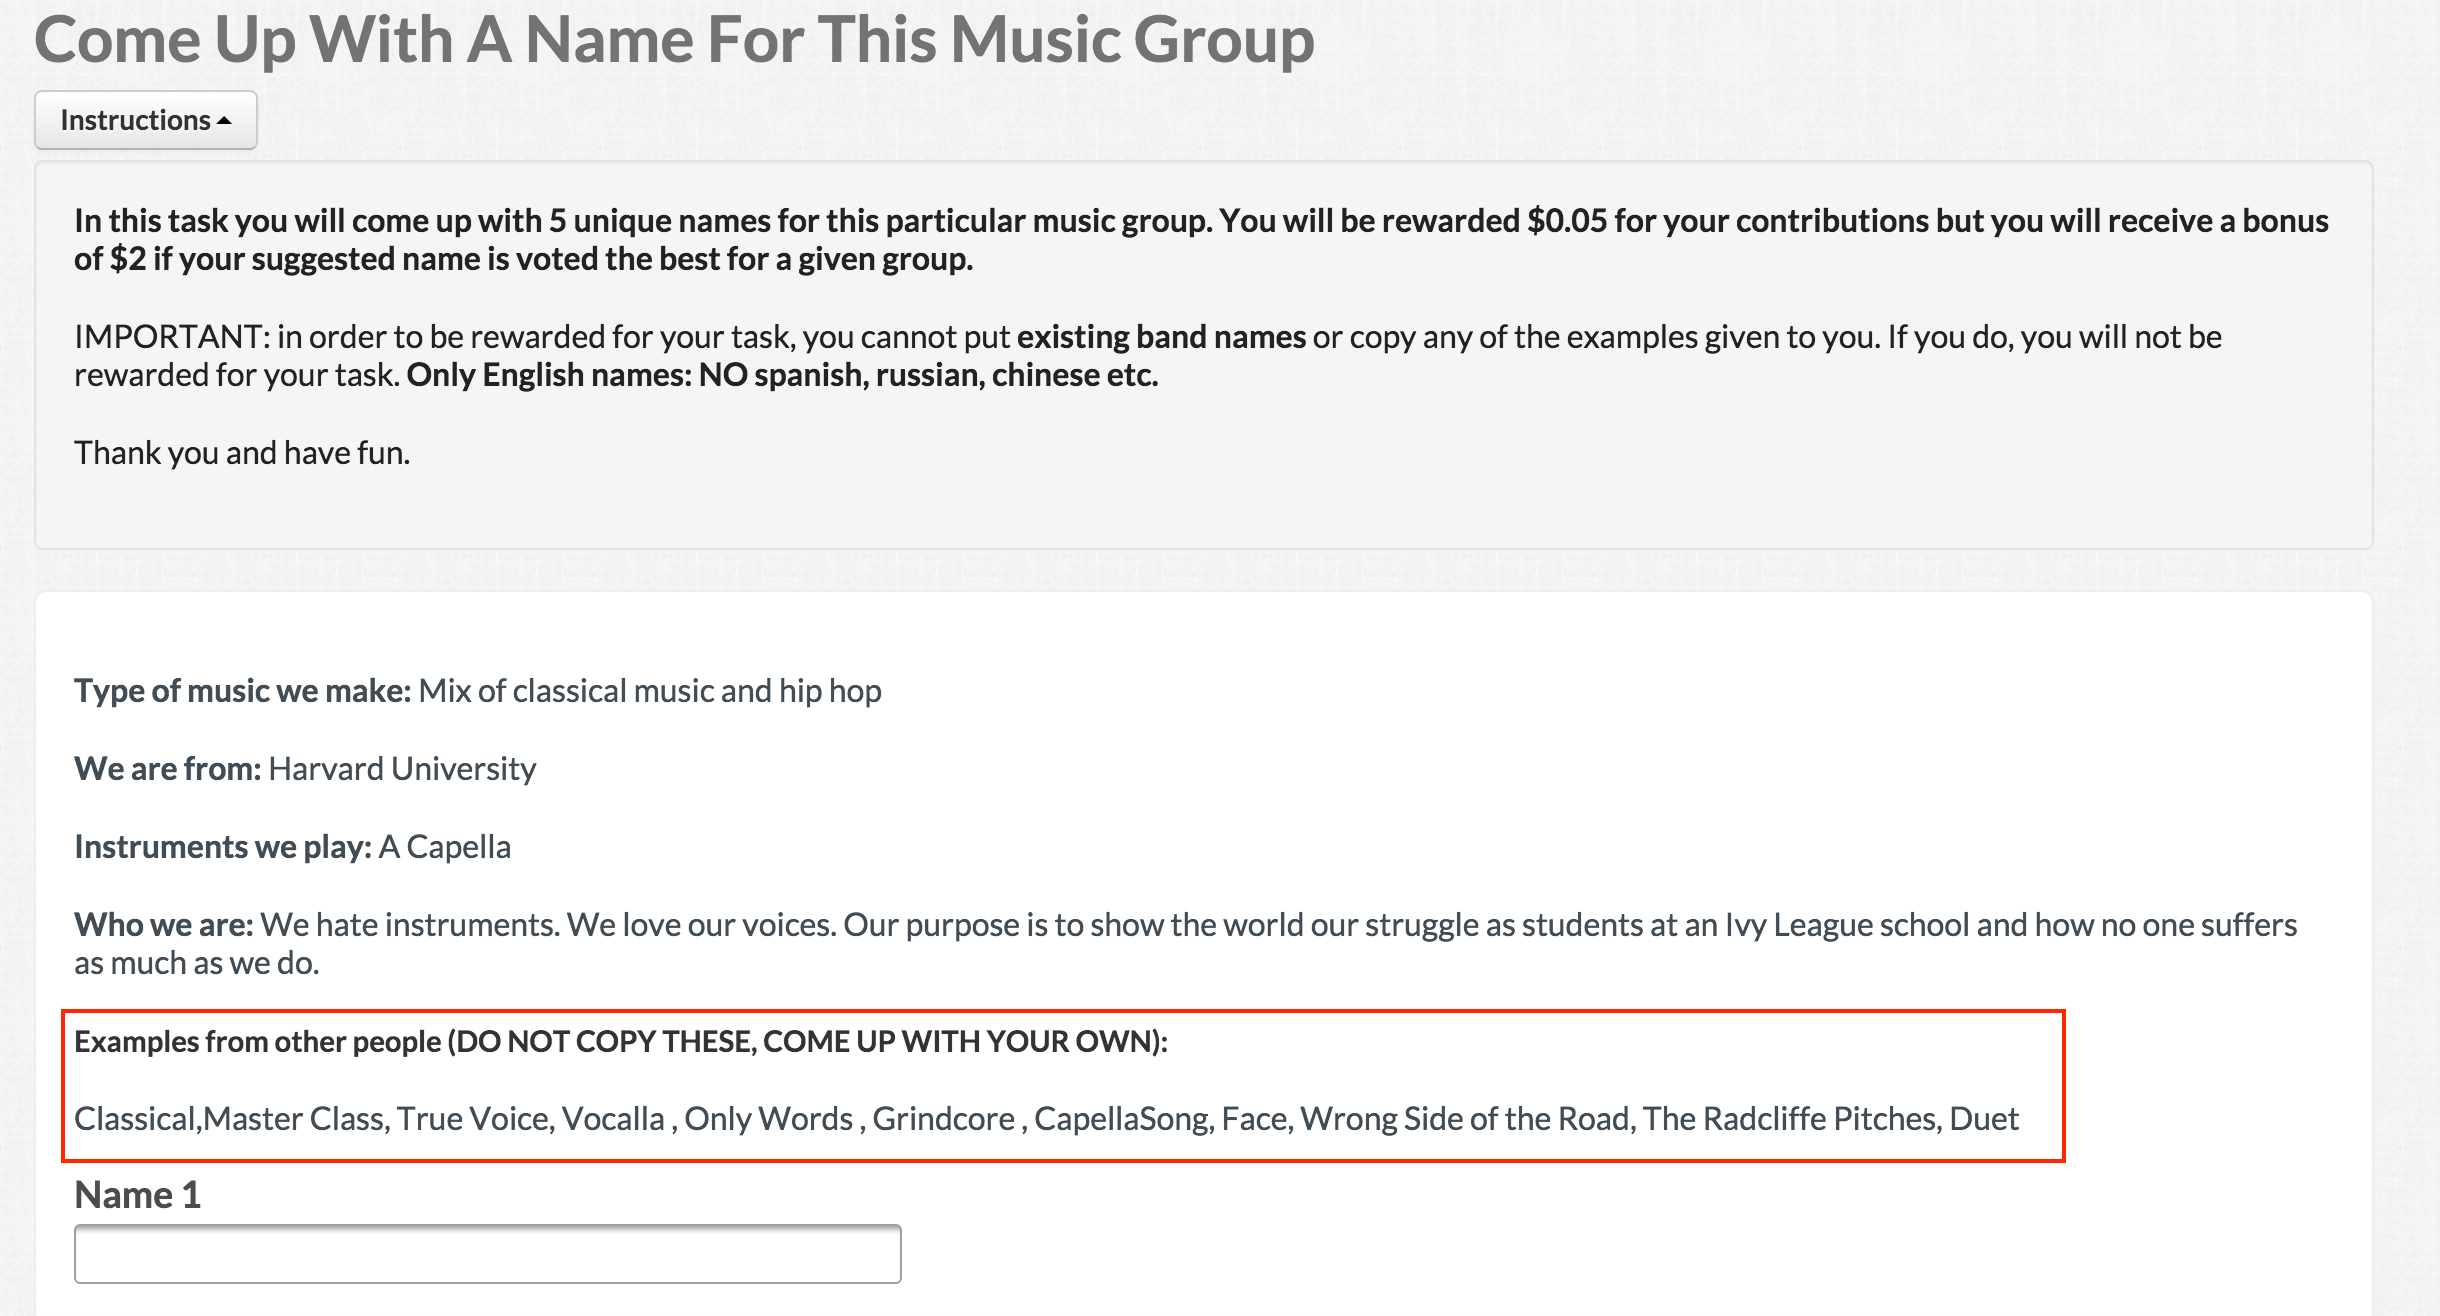 Come Up With A Name For This Music Group
Instructions
In this task you will come up with 5 unique names for this particular music group. You will be rewarded $0.05 for your contributions but you will receive a bonus
of $2 if your suggested name is voted the best for a given group.
IMPORTANT: in order to be rewarded for your task, you cannot put existing band names or copy any of the examples given to you. If you do, you will not be
rewarded for your task. Only English names: NO spanish, russian, chinese etc.
Thank you and have fun.
Type of music we make: Mix of classical music and hip hop
We are from: Harvard University
Instruments we play: A Capella
Who we are: We hate instruments. We love our voices. Our purpose is to show the world our struggle as students at an Ivy League school and how no one suffers
as much as we do.
Examples from other people (DO NOT COPY THESE, COME UP WITH YOUR OWN):
Classical,Master Class, True Voice, Vocalla , Only Words , Grindcore , CapellaSong, Face, Wrong Side of the Road, The Radcliffe Pitches, Duet
Name 1